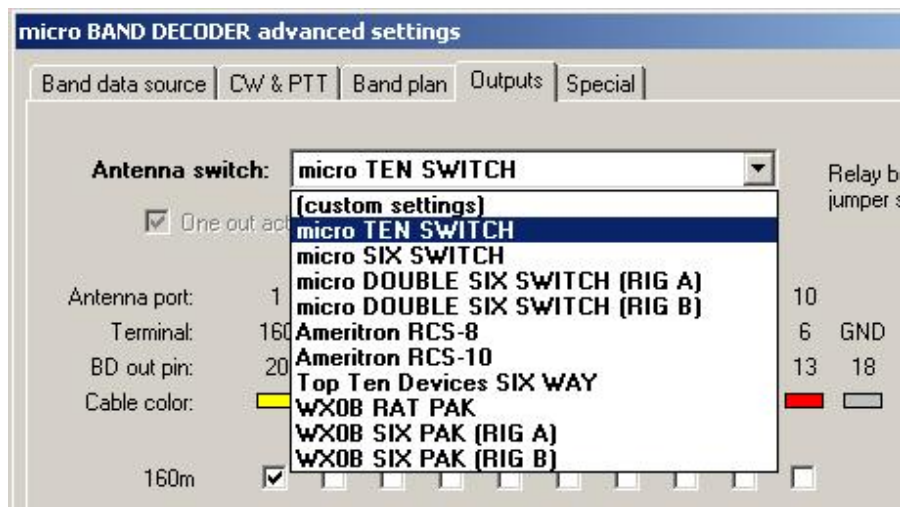 micro BAND DECODER advanced settings
Band data source CW & PTT Band plan Outputs Special
Antenna switch: micro TEN SWITCH
Relay b
jumper s
(custom settings)
One out act
micro TEN SWITCH
micro SIX SWITCH
micro DOUBLE SIX SWITCH (RIG A)
Antenna port: 1 10
micro DOUBLE SIX SWITCH (RIG B)
Terminal: 160 6 GND
Ameritron RCS-8
Ameritron RCS-10
BD out pin: 20 13 18
Top Ten Devices SIX WAY
Cable color:
WX0B RAT PAK
WX0B SIX PAK (RIG A)
WX0B SIX PAK (RIG B)
160m